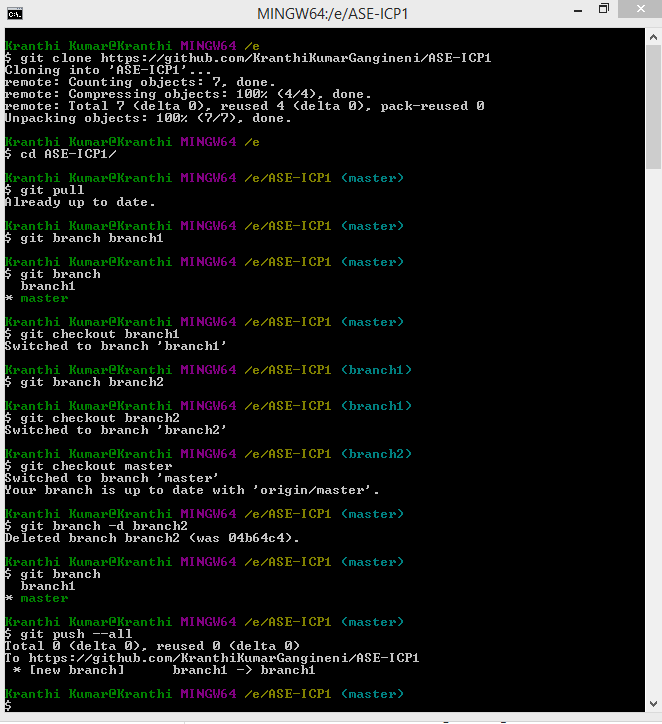 MINGW64:/e/ASE-ICP1
Kranthi Kumar@Kranthi MINGW64 /e
$ git clone https://github.com/KranthiKumarGangineni/ASE-ICP1
Cloning into 'ASE-ICP1'...
remote: Counting objects: 7, done.
remote: Compressing objects: 100% (4/4), done.
remote: Total 7 (delta 0), reused 4 (delta 0), pack-reused 0
Unpacking objects: 100% (7/7), done.
Kranthi Kumar@Kranthi MINGW64 /e
$ cd ASE-ICP1/
Kranthi Kumar@Kranthi MINGW64 /e/ASE-ICP1 (master)
$ git pull
Already up to date.
Kranthi Kumar@Kranthi MINGW64 /e/ASE-ICP1 (master)
$ git branch branch1
Kranthi Kumar@Kranthi MINGW64 /e/ASE-ICP1 (master)
$ git branch
branch1
* master
Kranthi Kumar@Kranthi MINGW64 /e/ASE-ICP1 (master)
$ git checkout branch1
Switched to branch 'branch1'
Kranthi Kumar@Kranthi MINGW64 /e/ASE-ICP1 (branch1)
$ git branch branch2
Kranthi Kumar@Kranthi MINGW64 /e/ASE-ICP1 (branch1)
$ git checkout branch2
Switched to branch 'branch2'
Kranthi Kumar@Kranthi MINGW64 /e/ASE-ICP1 (branch2)
$ git checkout master
Switched to branch 'master'
Your branch is up to date with 'origin/master'.
Kranthi Kumar@Kranthi MINGW64 /e/ASE-ICP1 (master)
$ git branch -d branch2
Deleted branch branch2 (was 04b64c4).
Kranthi Kumar@Kranthi MINGW64 /e/ASE-ICP1 (master)
$ git branch
branch1
* master
Kranthi Kumar@Kranthi MINGW64 /e/ASE-ICP1 (master)
$ git push --all
Total 0 (delta 0), reused 0 (delta 0)
To https://github.com/KranthiKumarGangineni/ASE-ICP1
* [new branch]      branch1 -> branch1
Kranthi Kumar@Kranthi MINGW64 /e/ASE-ICP1 (master)
$